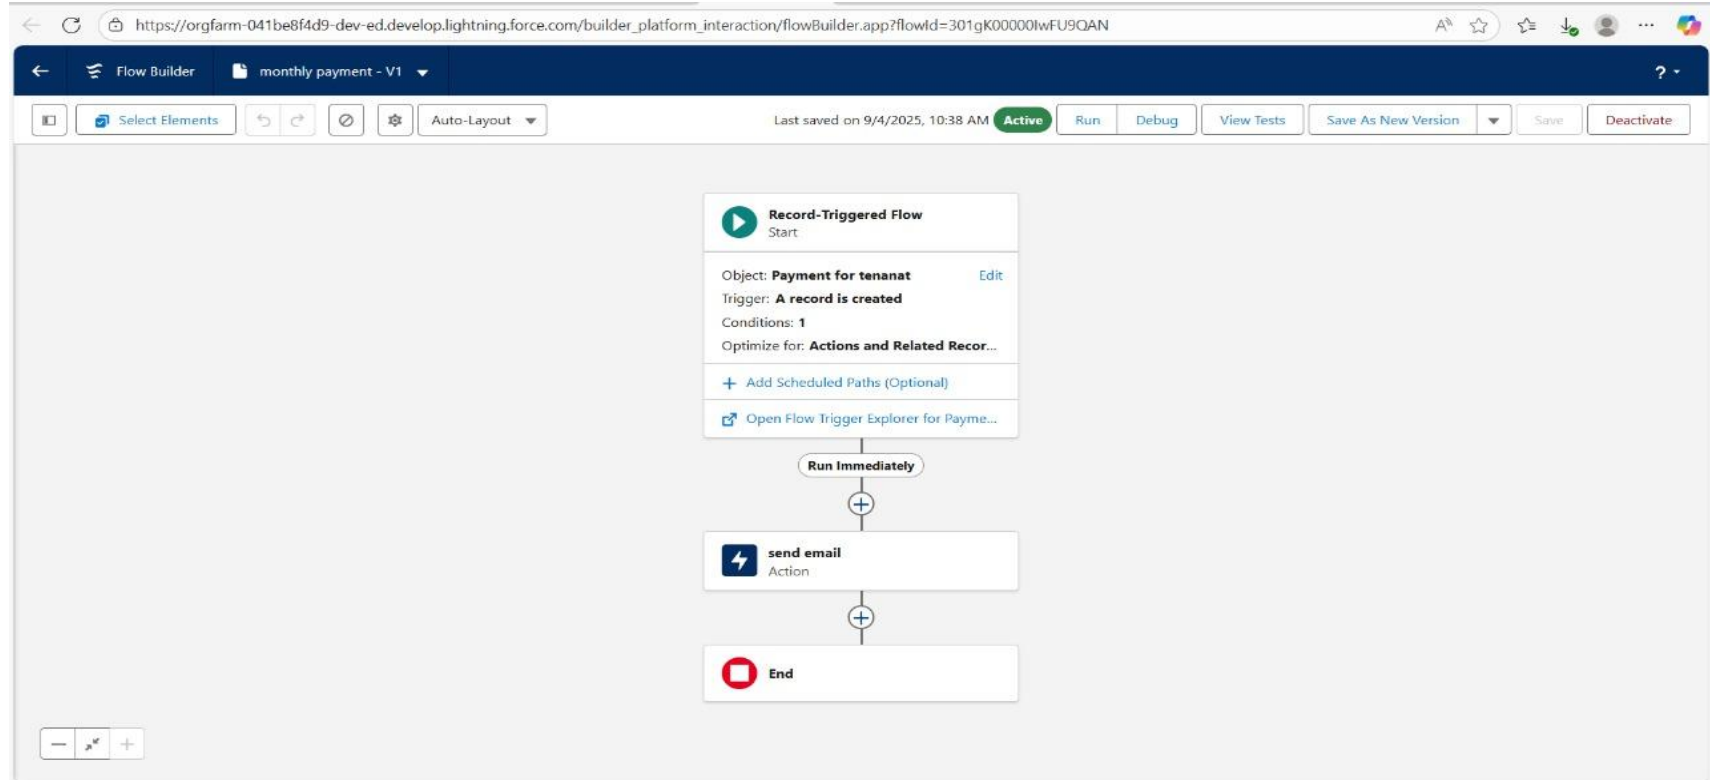 https://orgfarm-041be8f4d9-dev-ed.develop.lightning.force.com/builder_platform_interaction/flowBuilder.app?flowId=301gK00000IwFU9QAN
Flow Builder monthly payment - V1 ?
Select Elements Auto-Layout Last saved on 9/4/2025, 10:38 AM Active Run Debug View Tests Save As New Version Save Deactivate
Record-Triggered Flow
Start
Object: Payment for tenanat Edit
Trigger: A record is created
Conditions: 1
Optimize for: Actions and Related Recor...
+ Add Scheduled Paths (Optional)
Open Flow Trigger Explorer for Payme...
Run Immediately
send email
Action
End